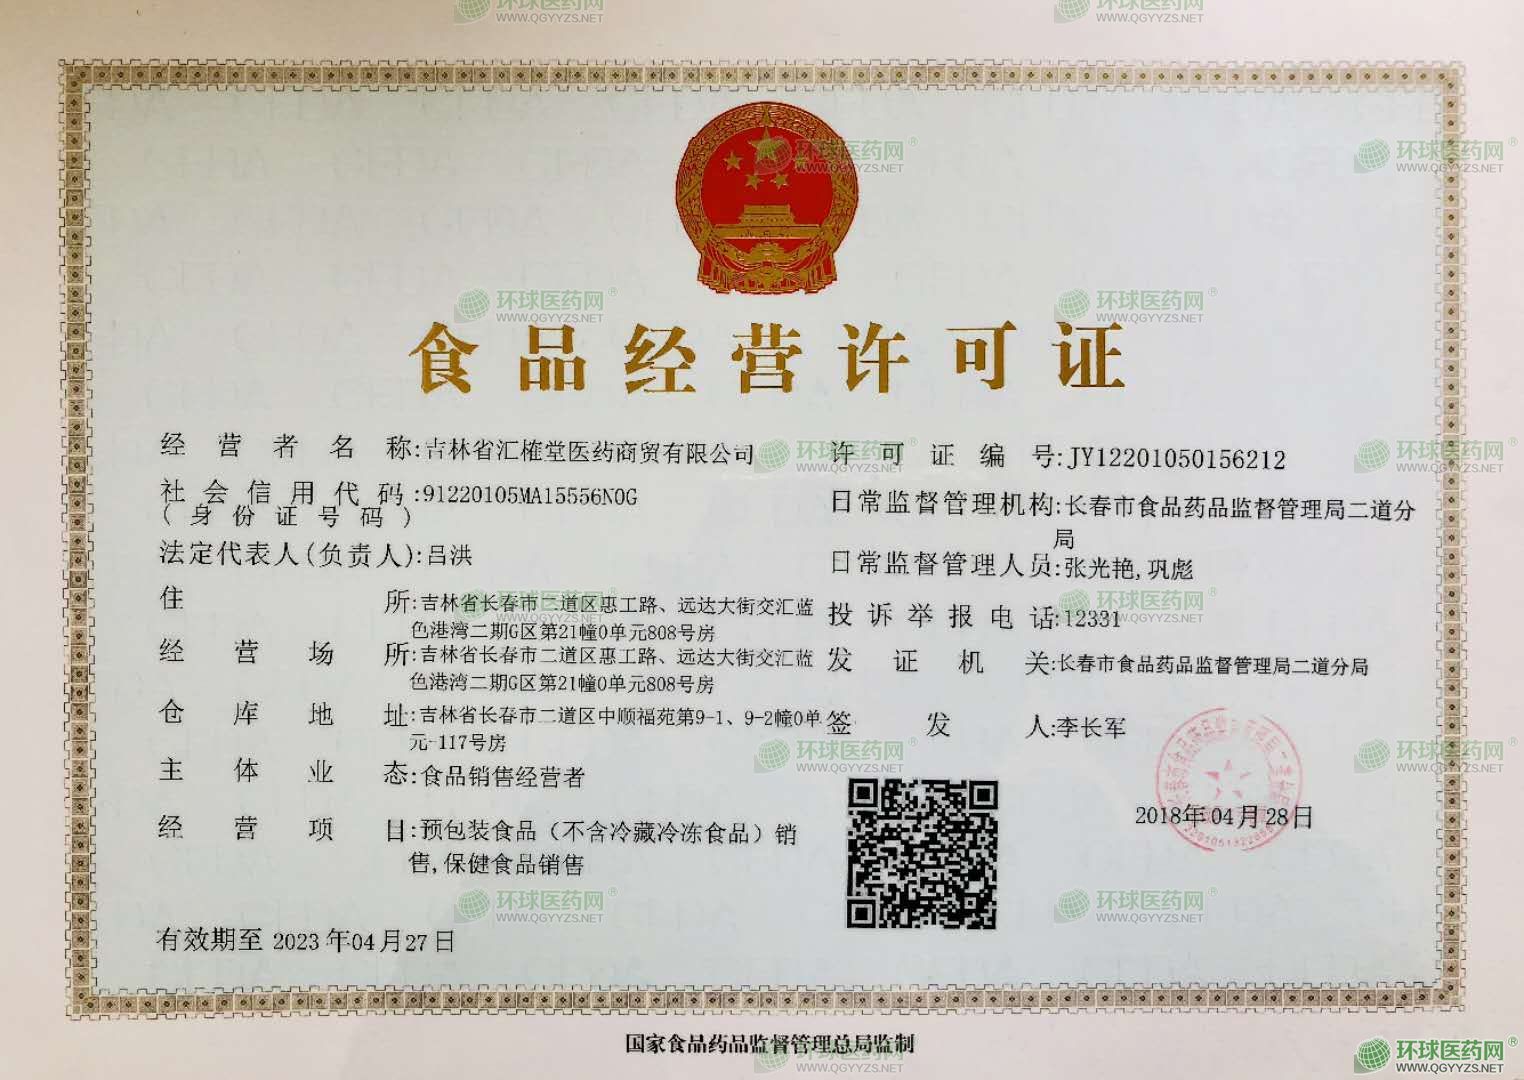 食品经营许可证
经营者名称:吉林省汇榷堂医药商贸有限公司
社会信用代码:91220105MA15556N0G
(身份证号码)
法定代表人(负责人):吕洪
住所:吉林省长春市二道区惠工路、远达大街交汇蓝
色港湾二期G区第21幢0单元808号房
经营场所:吉林省长春市二道区惠工路、远达大街交汇蓝
色港湾二期G区第21幢0单元808号房
仓库地址:吉林省长春市二道区中顺福苑第9-1、9-2幢0单
元-117号房
主体业态:食品销售经营者
经营项目:预包装食品（不含冷藏冷冻食品）销
售,保健食品销售
有效期至 2023 年04月27日
许可证编号:JY12201050156212
日常监督管理机构:长春市食品药品监督管理局二道分
局
日常监督管理人员:张光艳,巩彪
投诉举报电话:12331
发证机关:长春市食品药品监督管理局二道分局
签发人:李长军
2018年04月28日
国家食品药品监督管理总局监制
环球医药网®
WWW.QGYYZS.NET